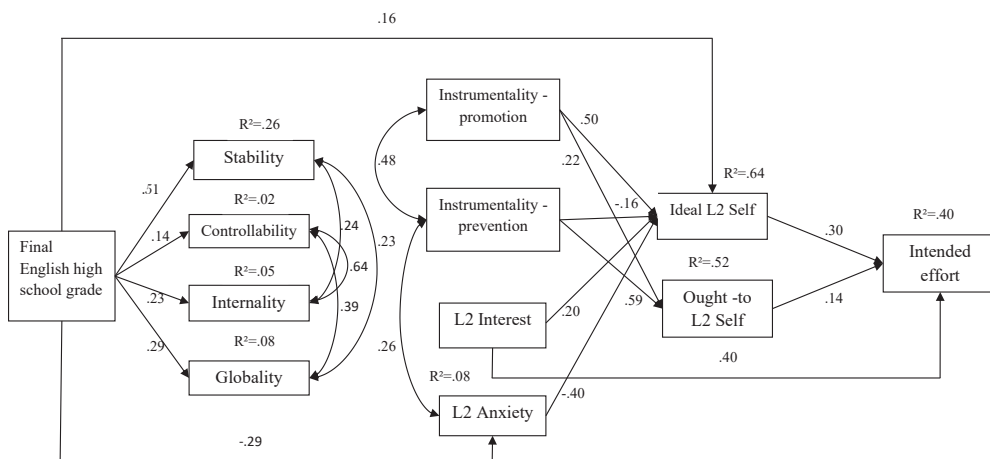 .16
Instrumentality -
promotion
R²=.26
.50
Stability
.48
.22
R²=.64
.51
R²=.02
-.16
Ideal L2 Self
R²=.40
Controllability
.24
Instrumentality -
prevention
.14
.23
.30
Final
English high
school grade
R²=.05
.64
R²=.52
Intended
effort
Internality
.23
.39
.59
Ought -to
L2 Self
.14
L2 Interest
.20
.29
R²=.08
.26
.40
Globality
R²=.08
-.40
L2 Anxiety
-.29